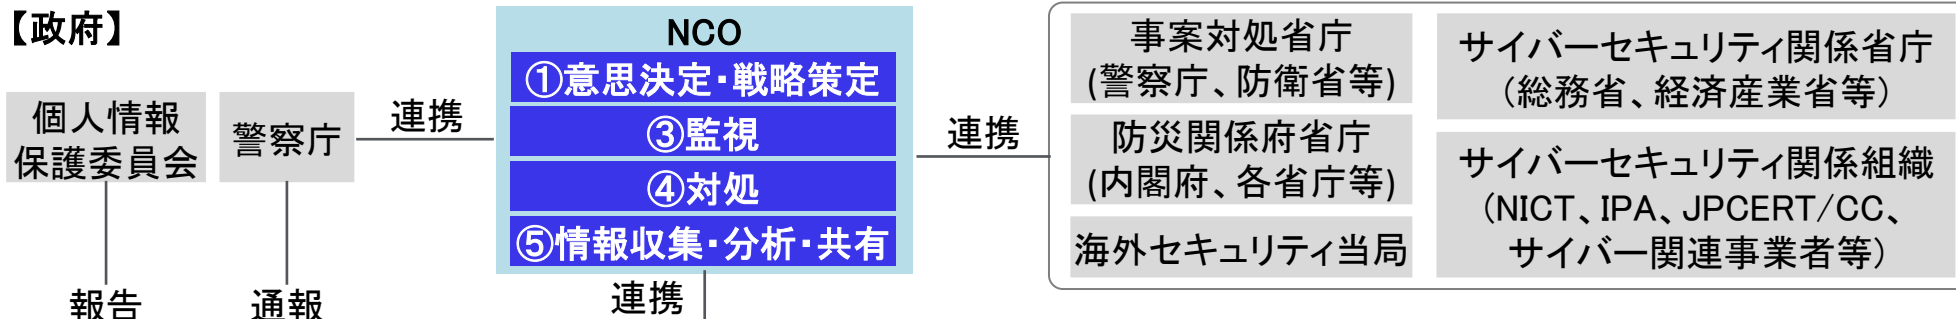 【政府】
個人情報
保護委員会
警察庁
連携
NCO
①意思決定・戦略策定
③監視
④対処
⑤情報収集・分析・共有
連携
事案対処省庁
(警察庁、防衛省等)
防災関係府省庁
(内閣府、各省庁等)
海外セキュリティ当局
サイバーセキュリティ関係省庁
(総務省、経済産業省等)
サイバーセキュリティ関係組織
(NICT、IPA、JPCERT/CC、
サイバー関連事業者等)
報告
通報
連携